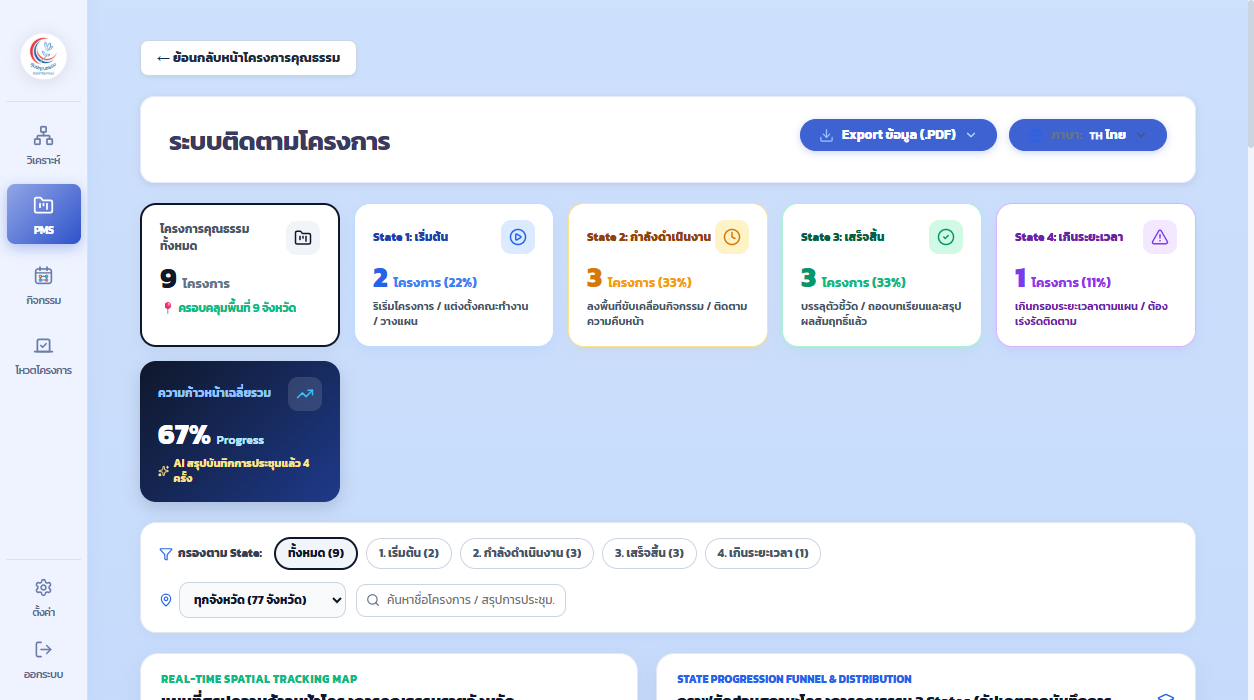 ← ย้อนกลับหน้าโครงการคุณธรรม
ระบบติดตามโครงการ
Export ข้อมูล (.PDF)
ภาษา: TH ไทย
วิเคราะห์
PMS
กิจกรรม
โหวตโครงการ
ตั้งค่า
ออกระบบ
โครงการคุณธรรม
ทั้งหมด
9 โครงการ
ครอบคลุมพื้นที่ 9 จังหวัด
State 1: เริ่มต้น
2 โครงการ (22%)
ริเริ่มโครงการ / แต่งตั้งคณะทำงาน
/ วางแผน
State 2: กำลังดำเนินงาน
3 โครงการ (33%)
ลงพื้นที่ขับเคลื่อนกิจกรรม / ติดตาม
ความคืบหน้า
State 3: เสร็จสิ้น
3 โครงการ (33%)
บรรลุตัวชี้วัด / ถอดบทเรียนและสรุป
ผลสัมฤทธิ์แล้ว
State 4: เกินระยะเวลา
1 โครงการ (11%)
เกินกรอบระยะเวลาตามแผน / ต้อง
เร่งรัดติดตาม
ความก้าวหน้าเฉลี่ยรวม
67% Progress
AI สรุปบันทึกการประชุมแล้ว 4
ครั้ง
กรองตาม State:
ทั้งหมด (9)
1. เริ่มต้น (2)
2. กำลังดำเนินงาน (3)
3. เสร็จสิ้น (3)
4. เกินระยะเวลา (1)
ทุกจังหวัด (77 จังหวัด)
ค้นหาชื่อโครงการ / สรุปการประชุม.
REAL-TIME SPATIAL TRACKING MAP
STATE PROGRESSION FUNNEL & DISTRIBUTION